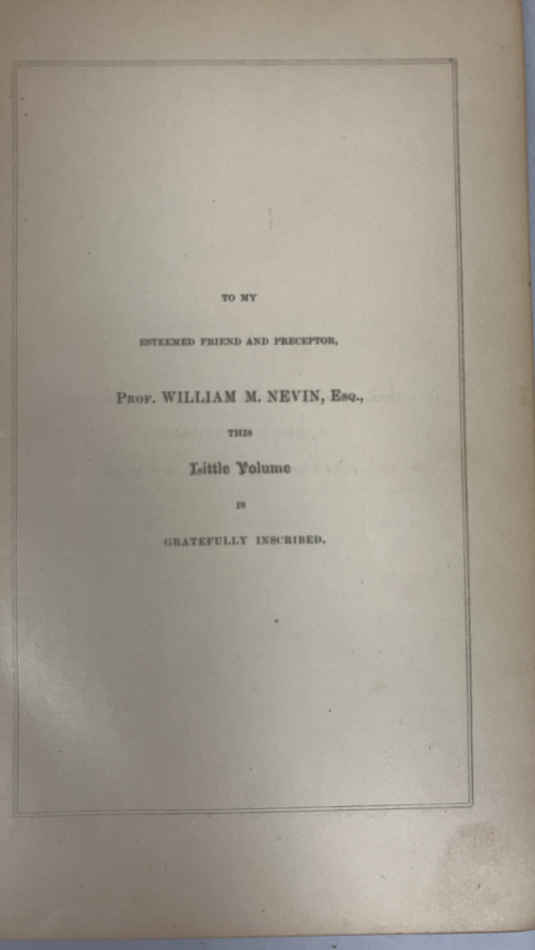 TO MY
ESTEEMED FRIEND AND PRECEPTOR,
PROF. WILLIAM M. NEVIN, ESQ.,
THIS
Little Volume
IS
GRATEFULLY INSCRIBED.